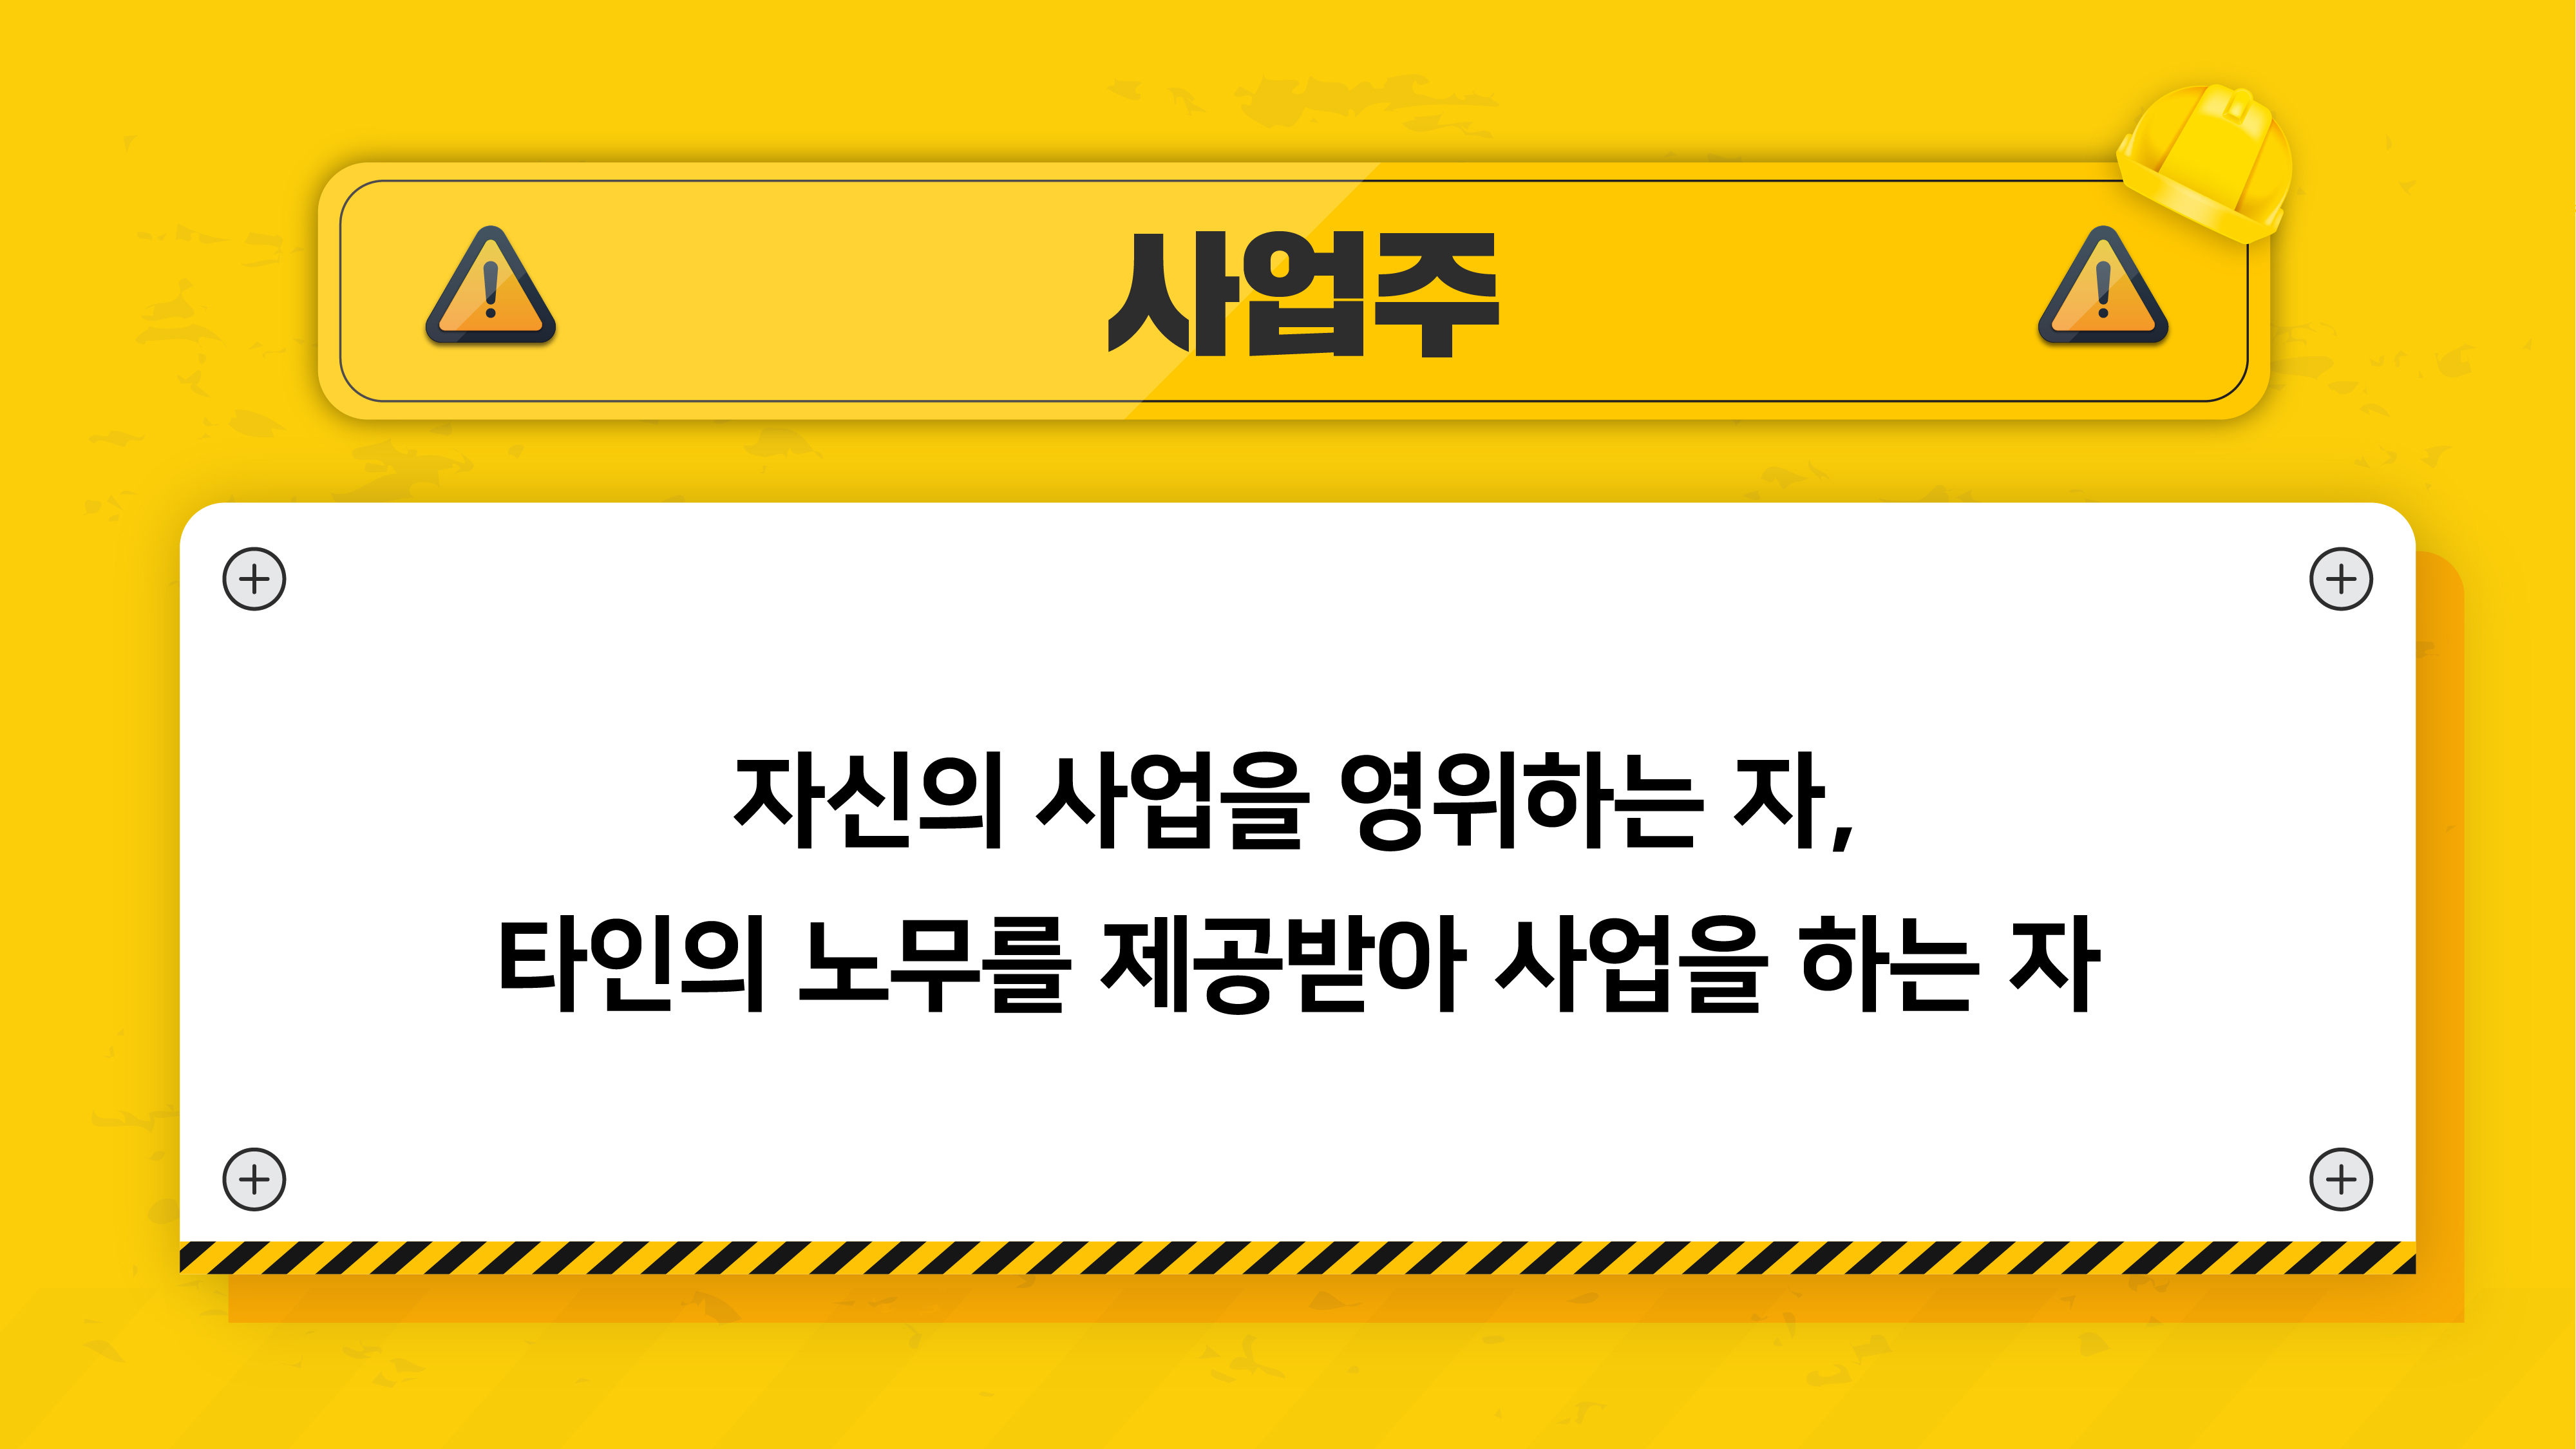 사업주
자신의 사업을 영위하는 자,
타인의 노무를 제공받아 사업을 하는 자